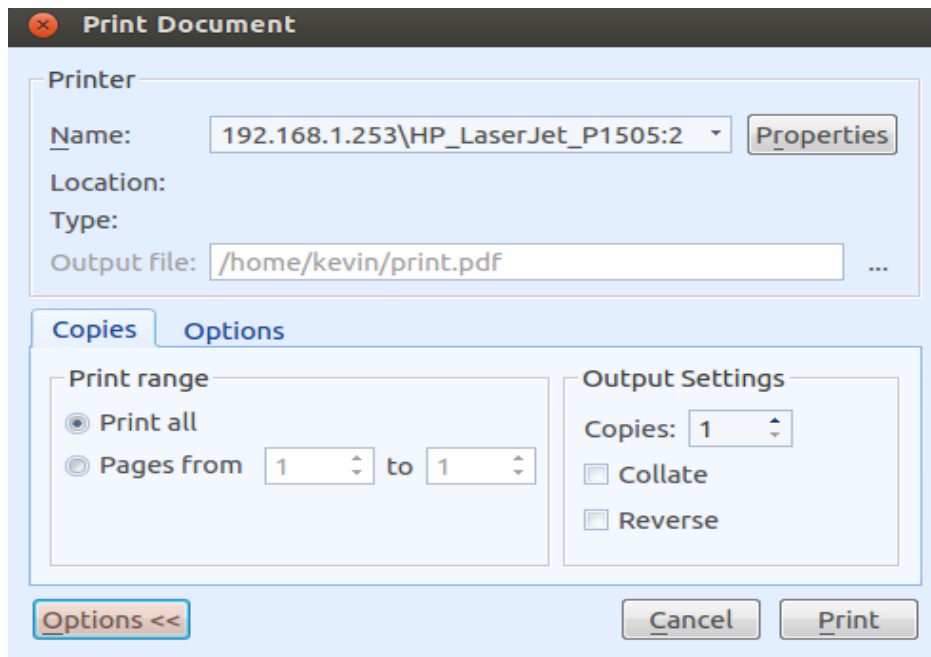 Print Document
Printer
Name: 192.168.1.253\HP_LaserJet_P1505:2 Properties
Location:
Type:
Output file: /home/kevin/print.pdf ...
Copies Options
Print range
Print all
Pages from 1 to 1
Output Settings
Copies: 1
Collate
Reverse
Options << Cancel Print